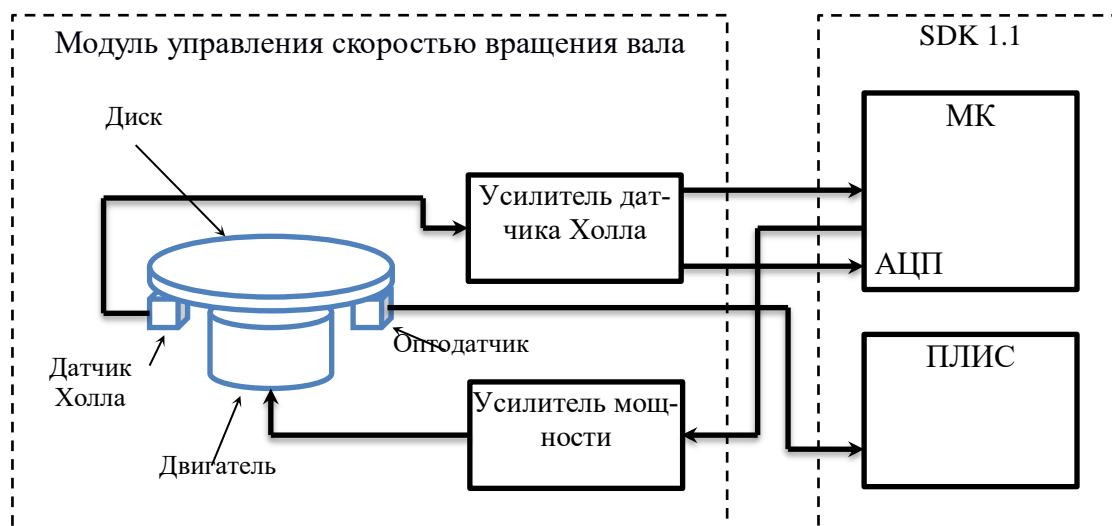 Модуль управления скоростью вращения вала
SDK 1.1
Диск
МК
Усилитель дат-
чика Холла
АЦП
Оптодатчик
Датчик
Холла
ПЛИС
Усилитель мощ-
ности
Двигатель